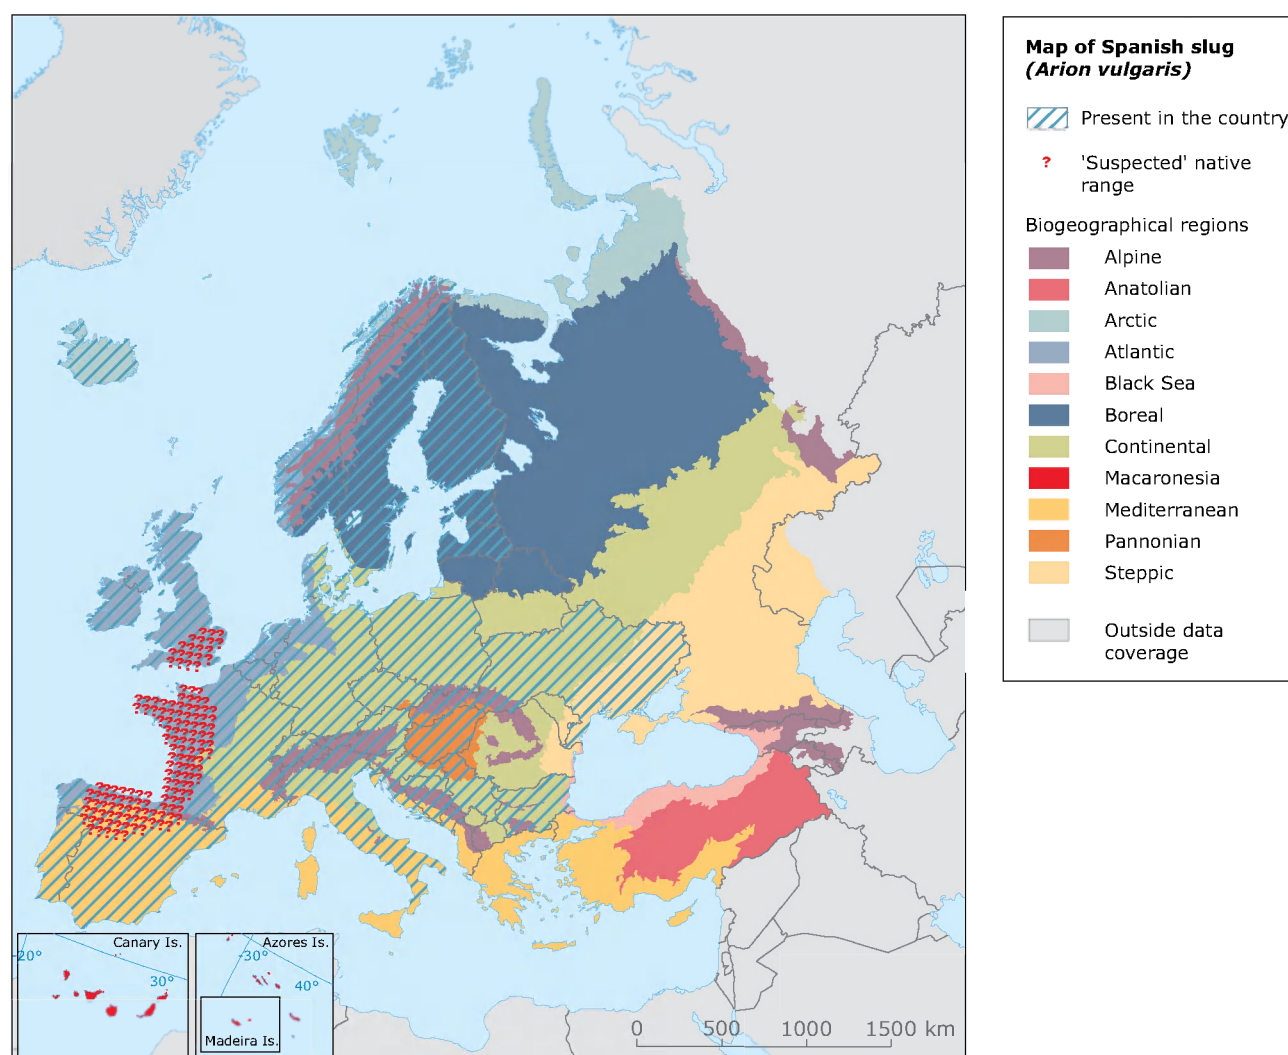 Map of Spanish slug
(Arion vulgaris)
Present in the country
?
'Suspected' native
range
Biogeographical regions
Alpine
Anatolian
Arctic
Atlantic
Black Sea
Boreal
Continental
Macaronesia
Mediterranean
Pannonian
Steppic
Outside data
coverage
Canary Is.
-20°
30°
Azores Is.
-30°
40°
Madeira Is.
0 500 1000 1500 km